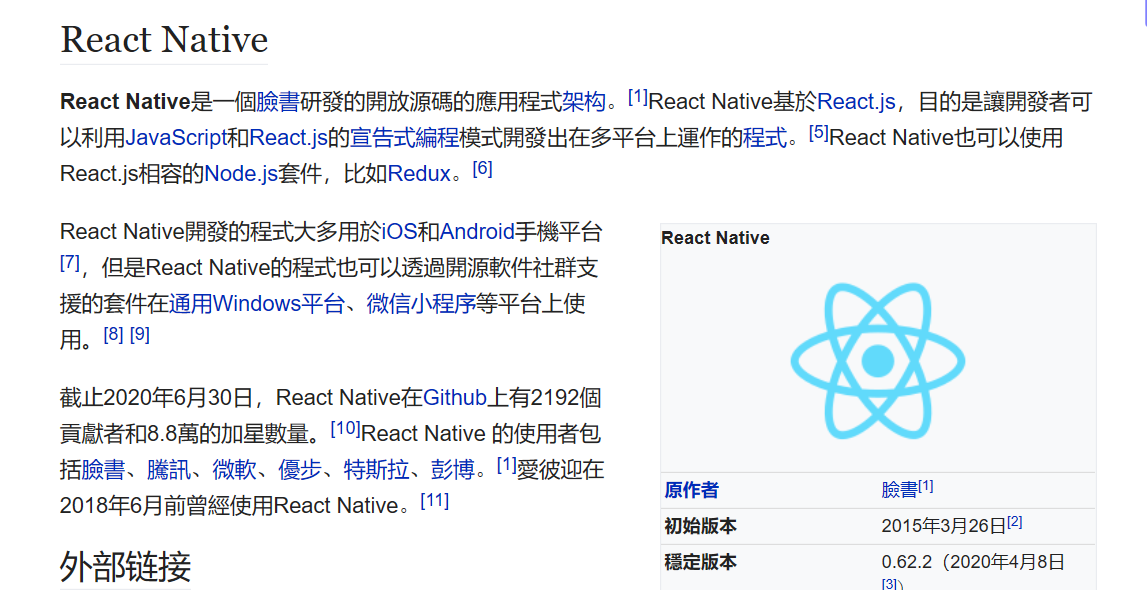 React Native
React Native是一個臉書研發的開放源碼的應用程式架构。[1]React Native基於React.js，目的是讓開發者可
以利用JavaScript和React.js的宣告式編程模式開發出在多平台上運作的程式。[5]React Native也可以使用
React.js相容的Node.js套件，比如Redux。[6]
React Native開發的程式大多用於iOS和Android手機平台
[7]，但是React Native的程式也可以透過開源軟件社群支
援的套件在通用Windows平台、微信小程序等平台上使
用。[8] [9]
截止2020年6月30日，React Native在Github上有2192個
貢獻者和8.8萬的加星數量。[10]React Native 的使用者包
括臉書、騰訊、微軟、優步、特斯拉、彭博。[1]愛彼迎在
2018年6月前曾經使用React Native。[11]
外部链接
React Native
原作者 臉書[1]
初始版本 2015年3月26日[2]
穩定版本 0.62.2（2020年4月8日
[3]）